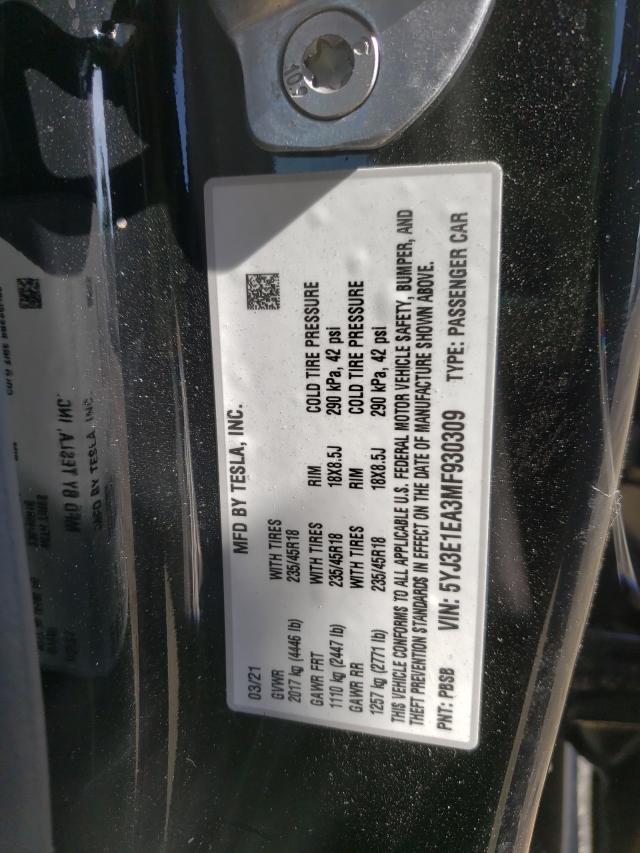 10.9
MFD BY TESLA, INC.
03/21
GVWR WITH TIRES RIM COLD TIRE PRESSURE
2017 kg (4446 lb) 235/45R18 18X8.5J 290 kPa, 42 psi
GAWR FRT WITH TIRES RIM COLD TIRE PRESSURE
1110 kg (2447 lb) 235/45R18 18X8.5J 290 kPa, 42 psi
GAWR RR WITH TIRES
1257 kg (2771 lb) 235/45R18
THIS VEHICLE CONFORMS TO ALL APPLICABLE U.S. FEDERAL MOTOR VEHICLE SAFETY, BUMPER, AND
THEFT PREVENTION STANDARDS IN EFFECT ON THE DATE OF MANUFACTURE SHOWN ABOVE.
PNT: PBSB VIN: 5YJ3E1EA3MF930309 TYPE: PASSENGER CAR
MFD BY TESLA, INC.